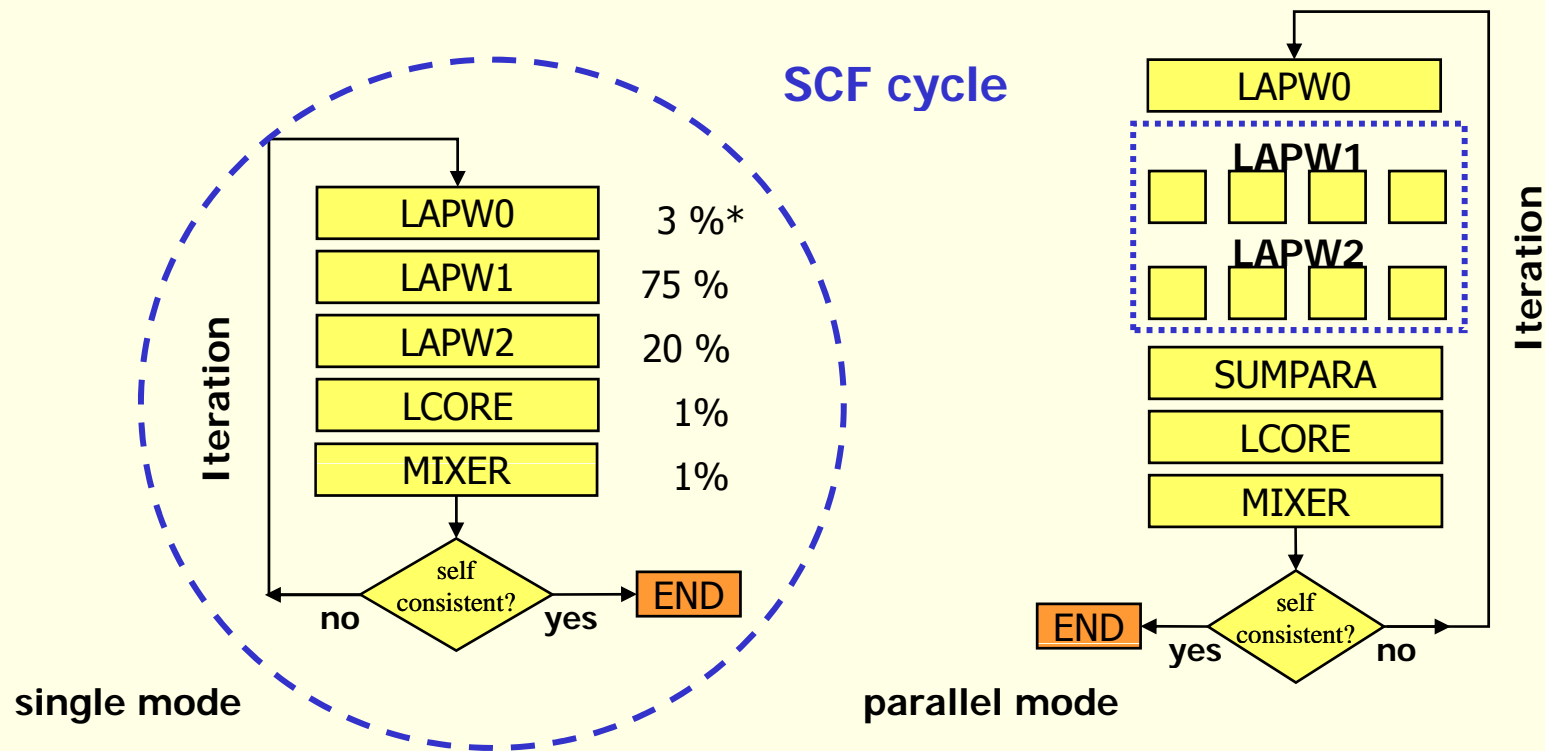 SCF cycle
Iteration
LAPW0 3 %*
LAPW1 75 %
LAPW2 20 %
LCORE 1%
MIXER 1%
self
consistent?
no
yes
END
single mode
LAPW0
LAPW1
LAPW2
SUMPARA
LCORE
MIXER
self
consistent?
END
yes
no
Iteration
parallel mode